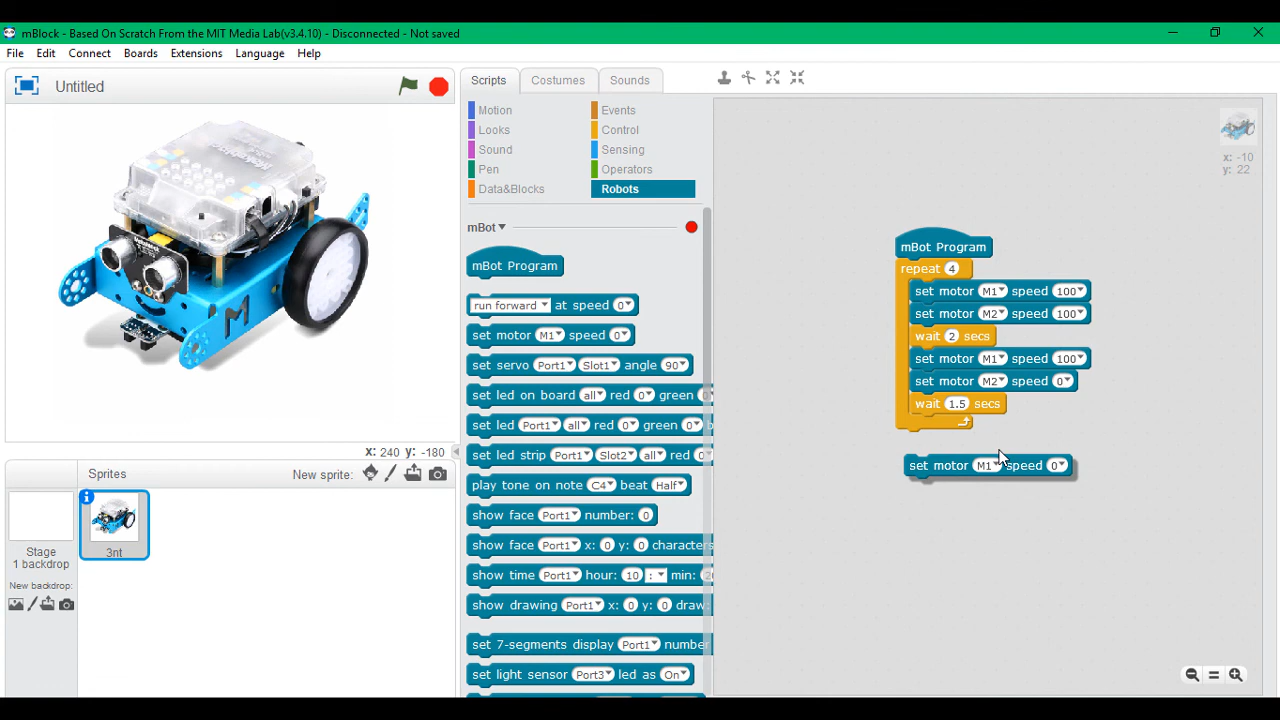 mBlock - Based On Scratch From the MIT Media Lab(v3.4.10) - Disconnected - Not saved
File Edit Connect Boards Extensions Language Help
Untitled
M
x: 240 y: -180
Sprites New sprite:
Stage
1 backdrop
New backdrop:
3nt
Scripts Costumes Sounds
Motion Events
Looks Control
Sound Sensing
Pen Operators
Data&Blocks Robots
mBot
mBot Program
run forward at speed 0
set motor M1 speed 0
set servo Port1 Slot1 angle 90
set led on board all red 0 green 0
set led Port1 all red 0 green 0 b
set led strip Port1 Slot2 all red 0
play tone on note C4 beat Half
show face Port1 number: 0
show face Port1 x: 0 y: 0 characters
show time Port1 hour: 10 : min:
show drawing Port1 x: 0 y: 0 draw:
set 7-segments display Port1 number
set light sensor Port3 led as On
x: -10
y: 22
mBot Program
repeat 4
set motor M1 speed 100
set motor M2 speed 100
wait 2 secs
set motor M1 speed 100
set motor M2 speed 0
wait 1.5 secs
set motor M1 speed 0